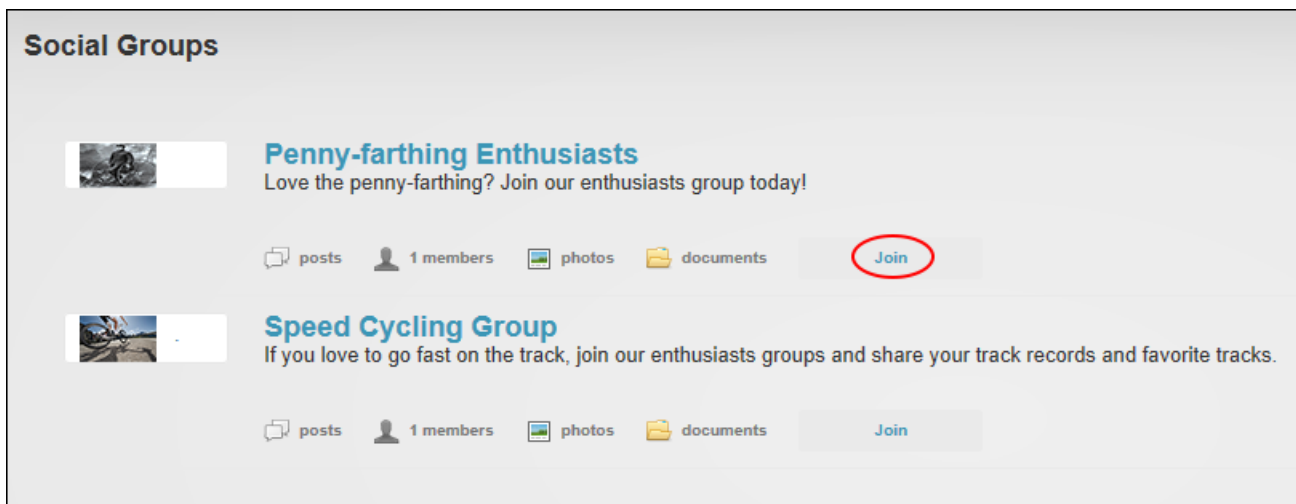 Social Groups
Penny-farthing Enthusiasts
Love the penny-farthing? Join our enthusiasts group today!
posts 1 members photos documents Join
Speed Cycling Group
If you love to go fast on the track, join our enthusiasts groups and share your track records and favorite tracks.
posts 1 members photos documents Join